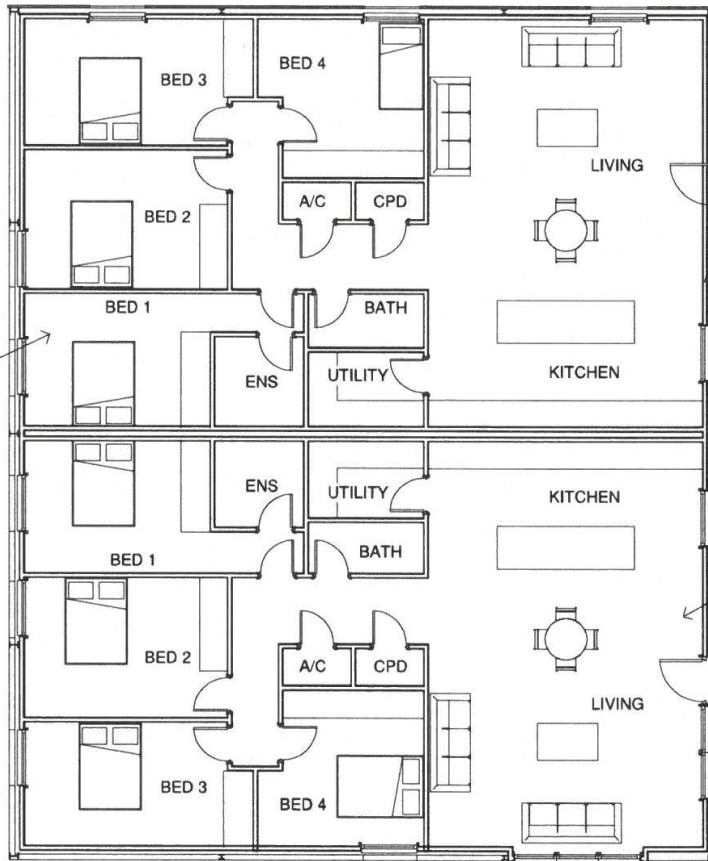 BED 3
BED 4
LIVING
BED 2
A/C
CPD
BED 1
BATH
ENS
UTILITY
KITCHEN
ENS
UTILITY
KITCHEN
BED 1
BATH
BED 2
A/C
CPD
LIVING
BED 3
BED 4